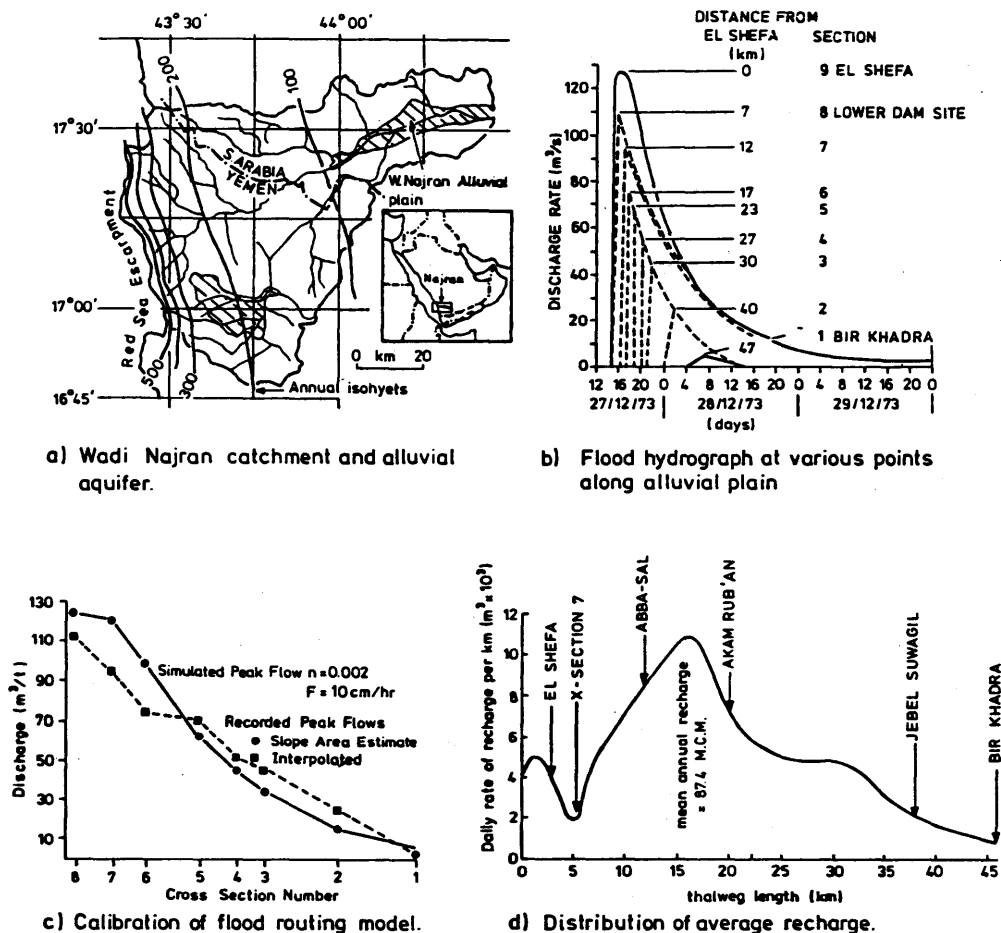 43°30' 44°00'
200
100
17°30'
S. ARABIA
YEMEN
W. Najran Alluvial
plain
Red Sea Escarpment
Najran
17°00'
0 km 20
500
300
16°45'
Annual isohyets
a) Wadi Najran catchment and alluvial
aquifer.
DISTANCE FROM
EL SHEFA SECTION
(km)
DISCHARGE RATE (m³/s)
120
100
80
60
40
20
0
0 9 EL SHEFA
7 8 LOWER DAM SITE
12 7
17 6
23 5
27 4
30 3
40 2
47 1 BIR KHADRA
12 16 20 0 4 8 12 16 20 0 4 8 12 16 20 0
27/12/73 28/12/73 29/12/73
(days)
b) Flood hydrograph at various points
along alluvial plain
Discharge (m³/t)
130
110
90
70
50
30
10
Simulated Peak Flow n=0.002
F = 10 cm/hr
Recorded Peak Flows
Slope Area Estimate
Interpolated
8 7 6 5 4 3 2 1
Cross Section Number
c) Calibration of flood routing model.
Daily rate of recharge per km (m³×10³)
12
10
8
6
4
2
0
EL SHEFA
X-SECTION 7
ABBA-SAL
mean annual recharge
= 87.4 M.C.M.
AKAM RUB'AN
JEBEL SUWAGIL
BIR KHADRA
0 5 10 15 20 25 30 35 40 45
thalweg length (km)
d) Distribution of average recharge.